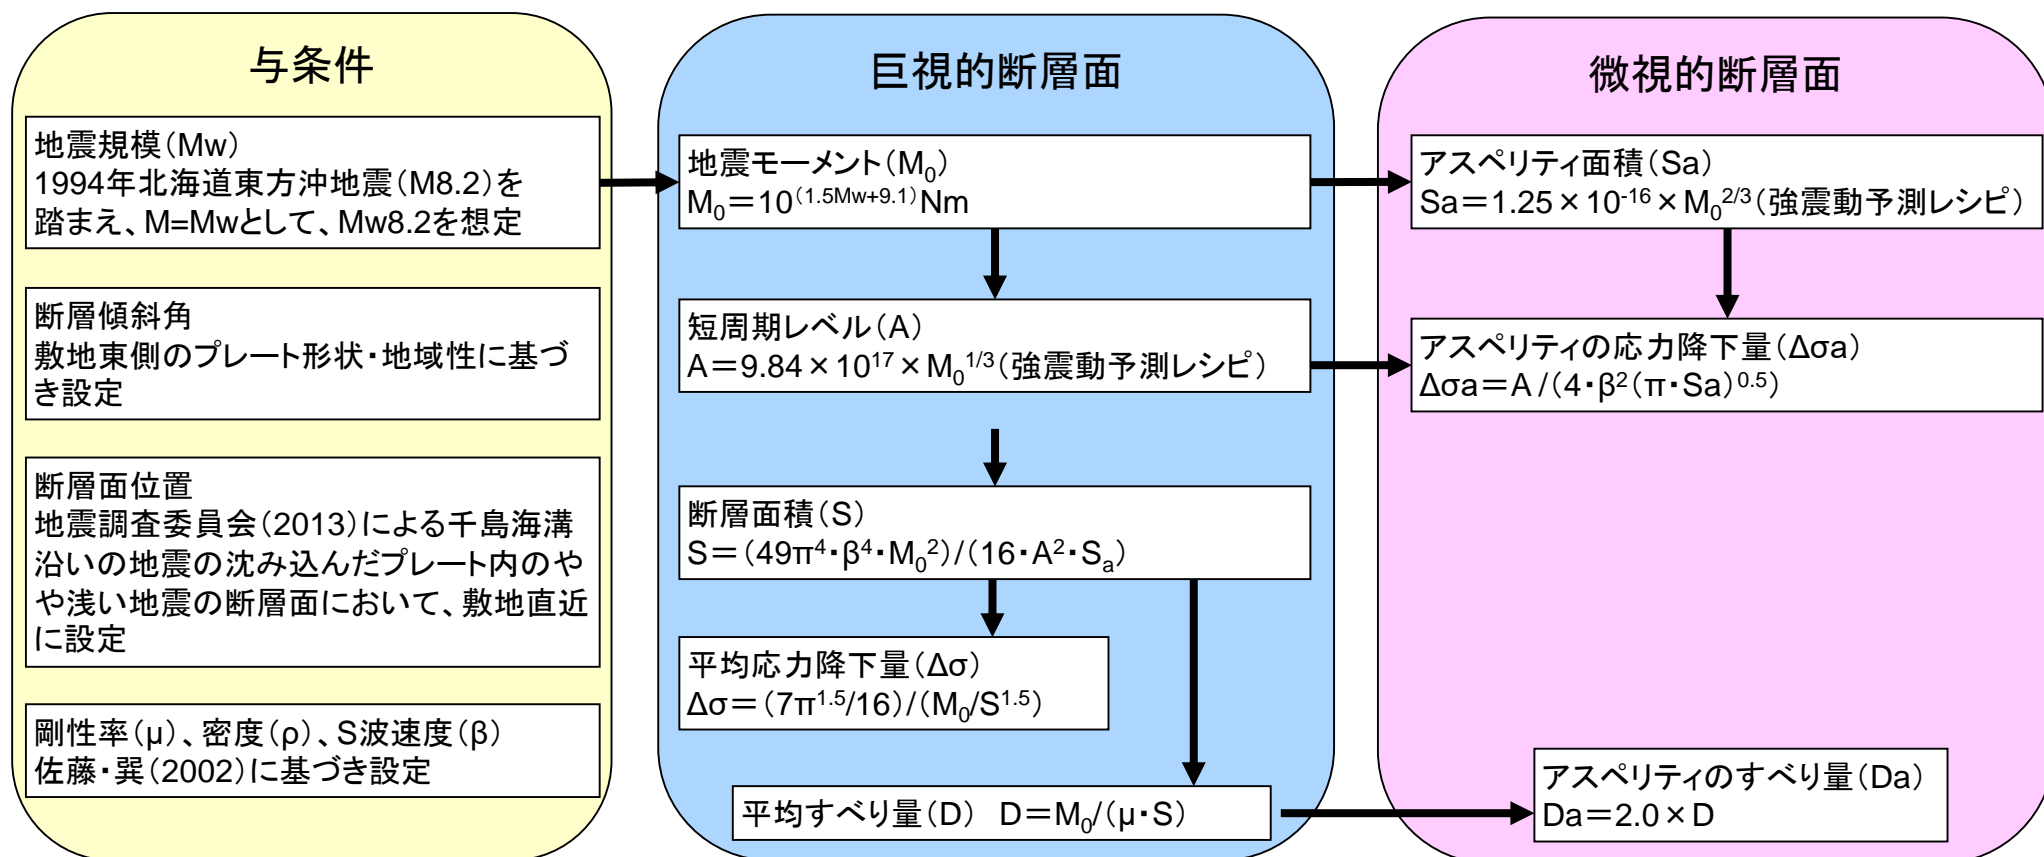 与条件
地震規模(Mw)
1994年北海道東方沖地震(M8.2)を
踏まえ、M=Mwとして、Mw8.2を想定
断層傾斜角
敷地東側のプレート形状・地域性に基づ
き設定
断層面位置
地震調査委員会(2013)による千島海溝
沿いの地震の沈み込んだプレート内のや
や浅い地震の断層面において、敷地直近
に設定
剛性率(μ)、密度(ρ)、S波速度(β)
佐藤・巽(2002)に基づき設定
巨視的断層面
地震モーメント(M₀)
M₀=10^(1.5Mw+9.1)Nm
短周期レベル(A)
A=9.84×10^17×M₀^1/3(強震動予測レシピ)
断層面積(S)
S=(49π⁴・β⁴・M₀²)/(16・A²・Sₐ)
平均応力降下量(Δσ)
Δσ=(7π^1.5/16)/(M₀/S^1.5)
平均すべり量(D) D=M₀/(μ・S)
微視的断層面
アスペリティ面積(Sa)
Sa=1.25×10^-16×M₀^2/3(強震動予測レシピ)
アスペリティの応力降下量(Δσa)
Δσa=A/(4・β²(π・Sa)^0.5)
アスペリティのすべり量(Da)
Da=2.0×D